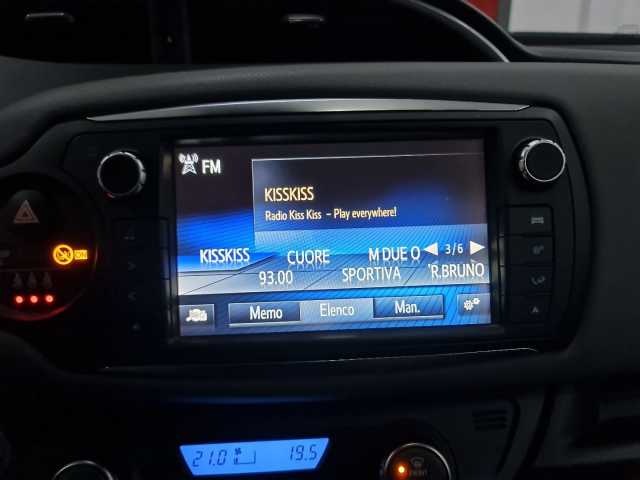 FM
KISSKISS
Radio Kiss Kiss - Play everywhere!
KISSKISS CUORE M DUE O 3/6
93.00 SPORTIVA 'R.BRUNO
ON
Memo Elenco Man.
21.0 19.5